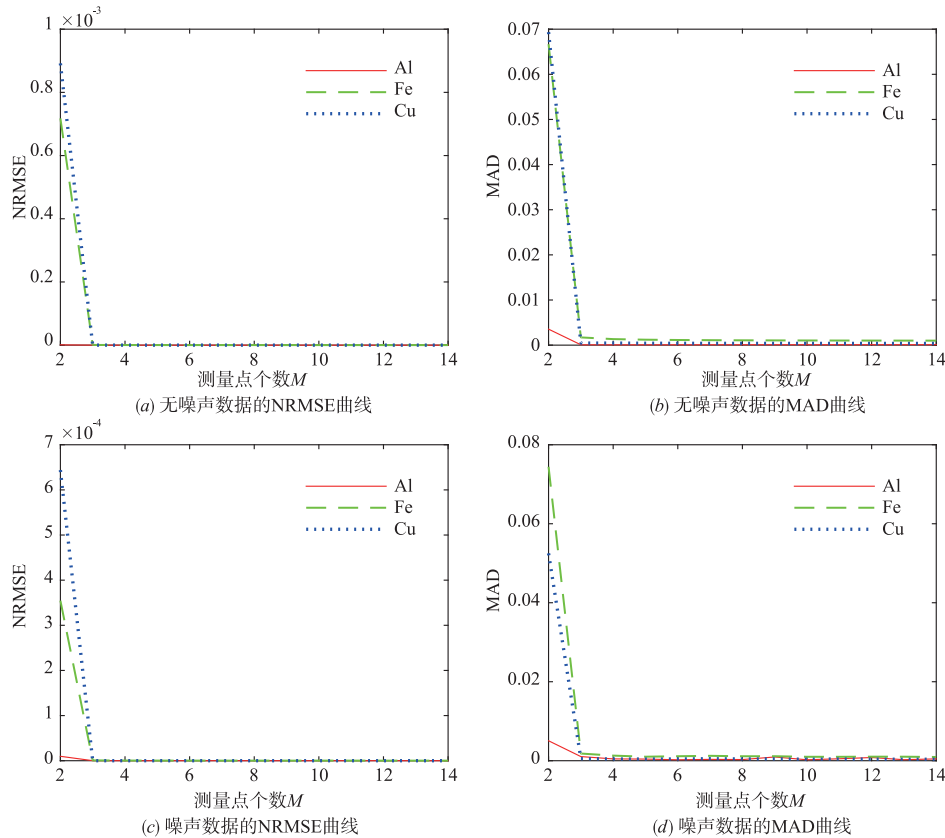 1 ×10⁻³
0.8
0.6
0.4
0.2
0
NRMSE
Al
Fe
Cu
2 4 6 8 10 12 14
测量点个数M
(a) 无噪声数据的NRMSE曲线
0.07
0.06
0.05
0.04
0.03
0.02
0.01
0
MAD
Al
Fe
Cu
2 4 6 8 10 12 14
测量点个数M
(b) 无噪声数据的MAD曲线
7 ×10⁻⁴
6
5
4
3
2
1
0
NRMSE
Al
Fe
Cu
2 4 6 8 10 12 14
测量点个数M
(c) 噪声数据的NRMSE曲线
0.08
0.06
0.04
0.02
0
MAD
Al
Fe
Cu
2 4 6 8 10 12 14
测量点个数M
(d) 噪声数据的MAD曲线